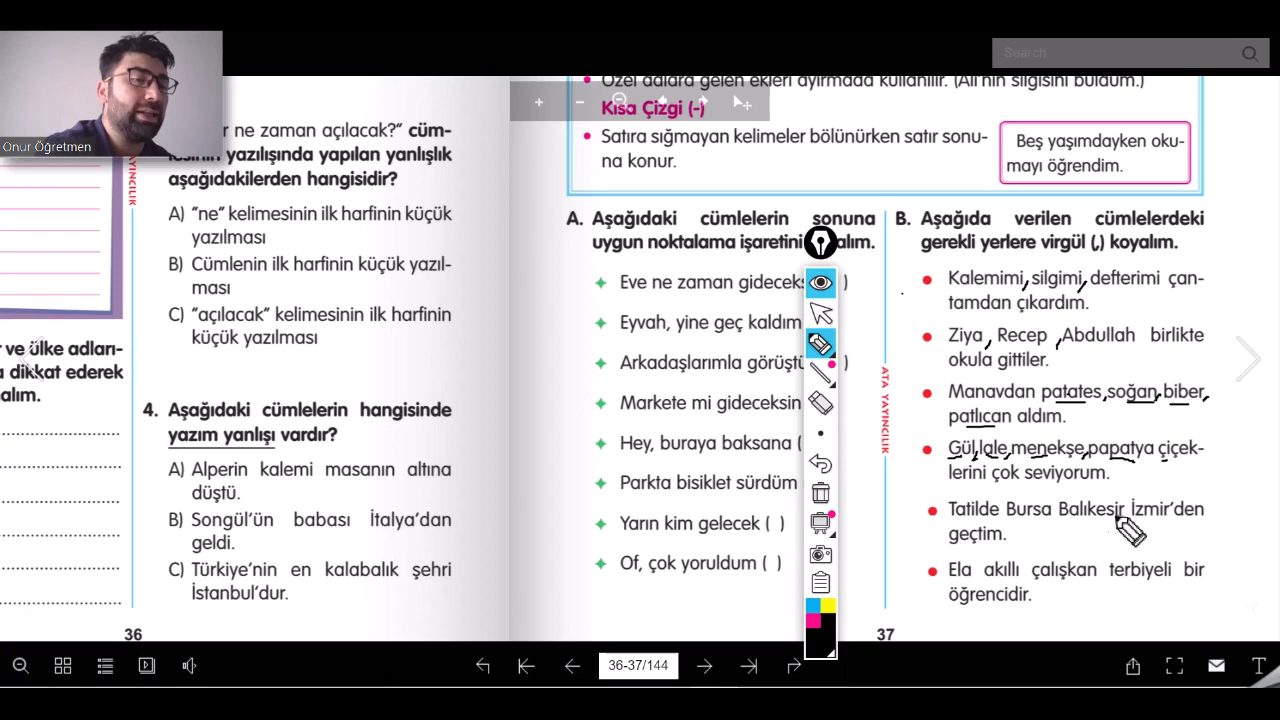 Search
Onur Öğretmen
r ne zaman açılacak?" cüm-
lesinin yazılışında yapılan yanlışlık
aşağıdakilerden hangisidir?
A) "ne" kelimesinin ilk harfinin küçük
yazılması
B) Cümlenin ilk harfinin küçük yazıl-
ması
C) "açılacak" kelimesinin ilk harfinin
küçük yazılması
r ve ülke adları-
a dikkat ederek
alım.
YAYINCILIK
4. Aşağıdaki cümlelerin hangisinde
yazım yanlışı vardır?
A) Alperin kalemi masanın altına
düştü.
B) Songül'ün babası İtalya'dan
geldi.
C) Türkiye'nin en kalabalık şehri
İstanbul'dur.
36
• Özel adlara gelen ekleri ayırmada kullanılır. (Ali'nin silgisini buldum.)
Kısa Çizgi (-)
• Satıra sığmayan kelimeler bölünürken satır sonu-
na konur.
Beş yaşımdayken oku-
mayı öğrendim.
A. Aşağıdaki cümlelerin sonuna
uygun noktalama işaretini alım.
Eve ne zaman gideceks )
Eyvah, yine geç kaldım
Arkadaşlarımla görüştü )
Markete mi gideceksin
Hey, buraya baksana (
Parkta bisiklet sürdüm
Yarın kim gelecek ( )
Of, çok yoruldum ( )
ATA YAYINCILIK
B. Aşağıda verilen cümlelerdeki
gerekli yerlere virgül (,) koyalım.
• Kalemimi, silgimi, defterimi çan-
tamdan çıkardım.
• Ziya, Recep, Abdullah birlikte
okula gittiler.
• Manavdan patates, soğan, biber,
patlıcan aldım.
• Gül, lale, menekşe, papatya çiçek-
lerini çok seviyorum.
• Tatilde Bursa Balıkesir İzmir'den
geçtim.
• Ela akıllı çalışkan terbiyeli bir
öğrencidir.
37
36-37/144